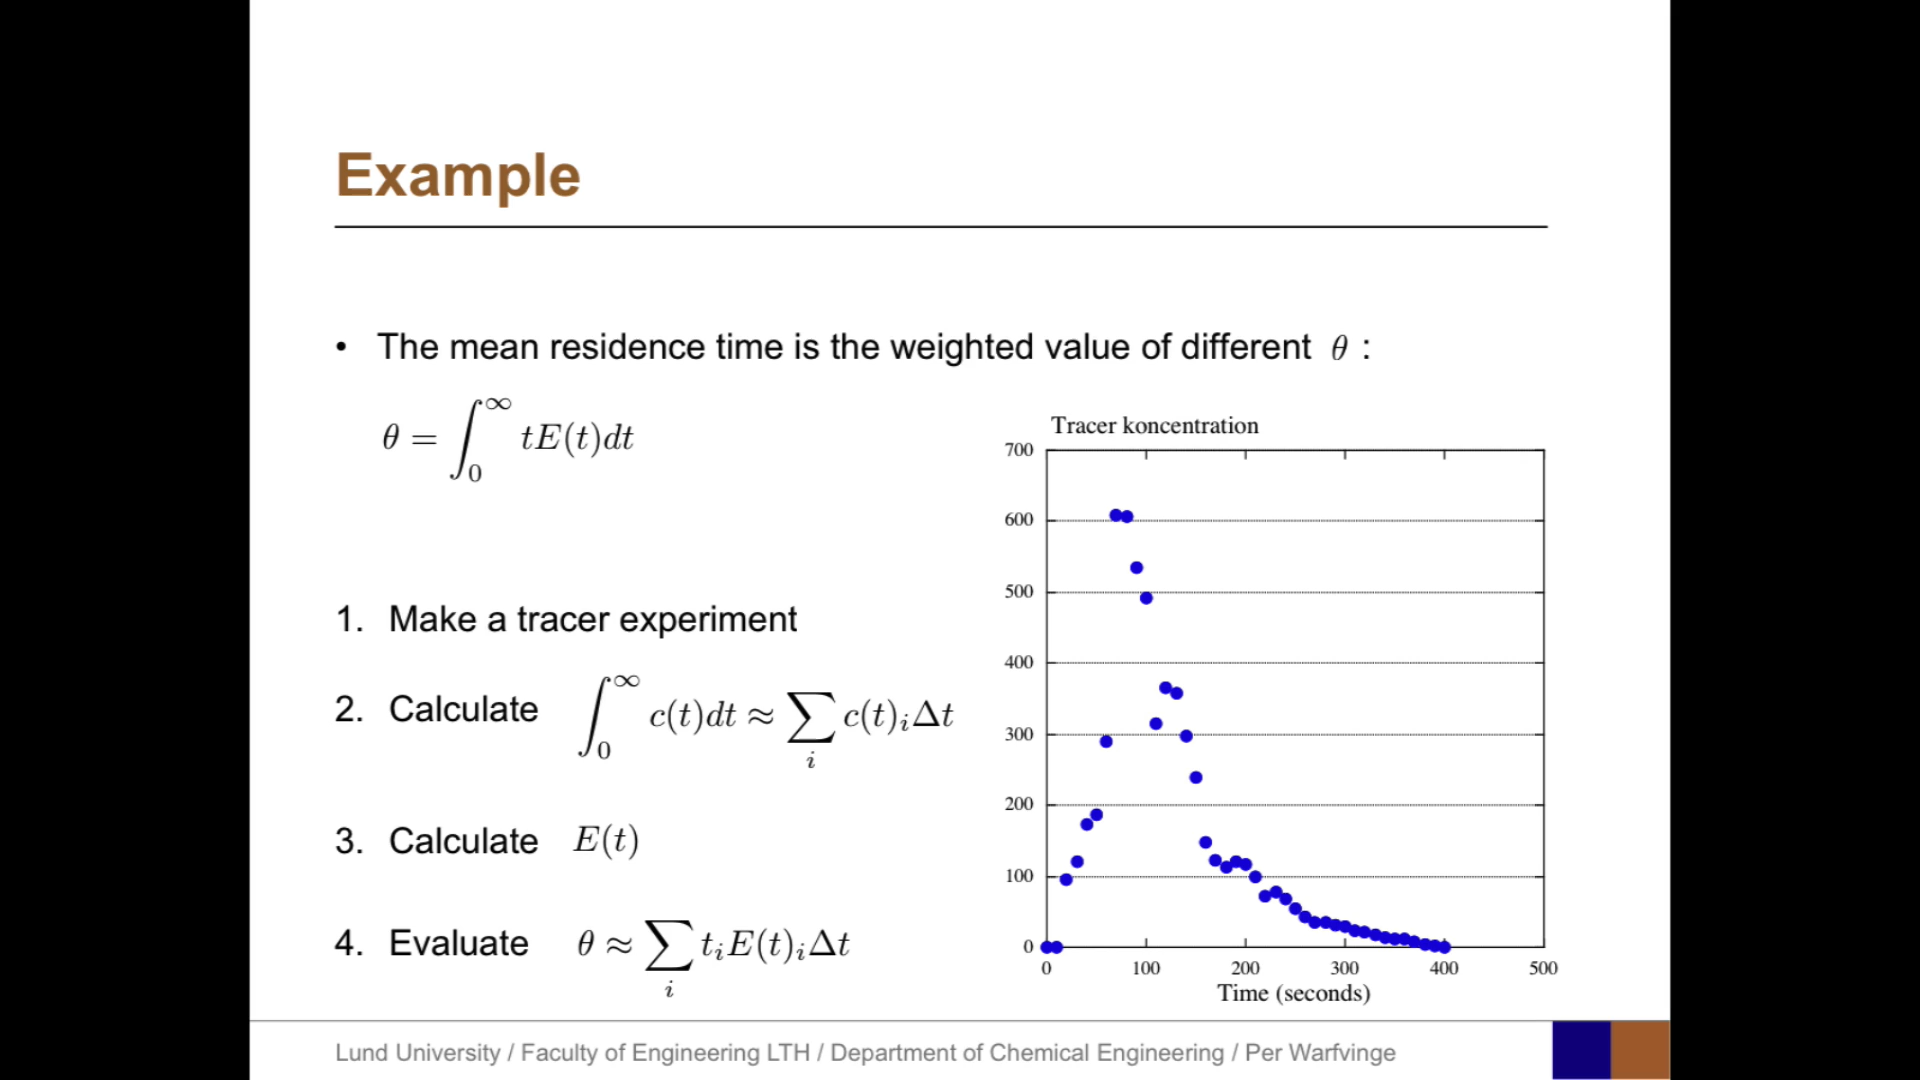 Example
• The mean residence time is the weighted value of different θ :
θ = ∫₀^∞ tE(t)dt
1. Make a tracer experiment
2. Calculate ∫₀^∞ c(t)dt ≈ ∑ᵢ c(t)ᵢΔt
3. Calculate E(t)
4. Evaluate θ ≈ ∑ᵢ tᵢE(t)ᵢΔt
Tracer koncentration
700
600
500
400
300
200
100
0
0 100 200 300 400 500
Time (seconds)
Lund University / Faculty of Engineering LTH / Department of Chemical Engineering / Per Warfvinge